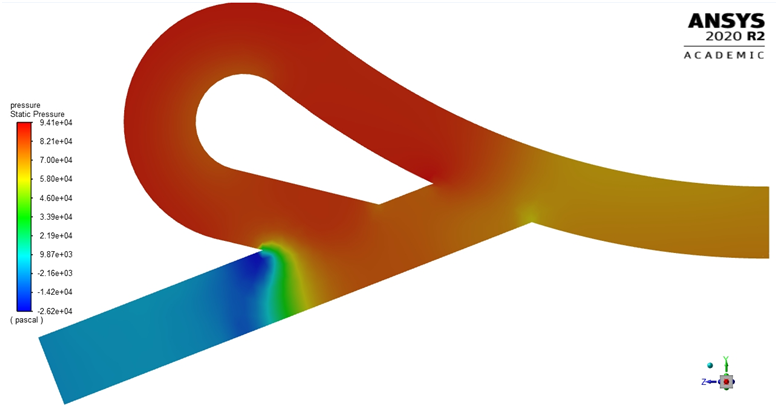 ANSYS
2020 R2
ACADEMIC
pressure
Static Pressure
9.41e+04
8.21e+04
7.00e+04
5.80e+04
4.60e+04
3.39e+04
2.19e+04
9.87e+03
-2.16e+03
-1.42e+04
-2.62e+04
( pascal )
Y
Z